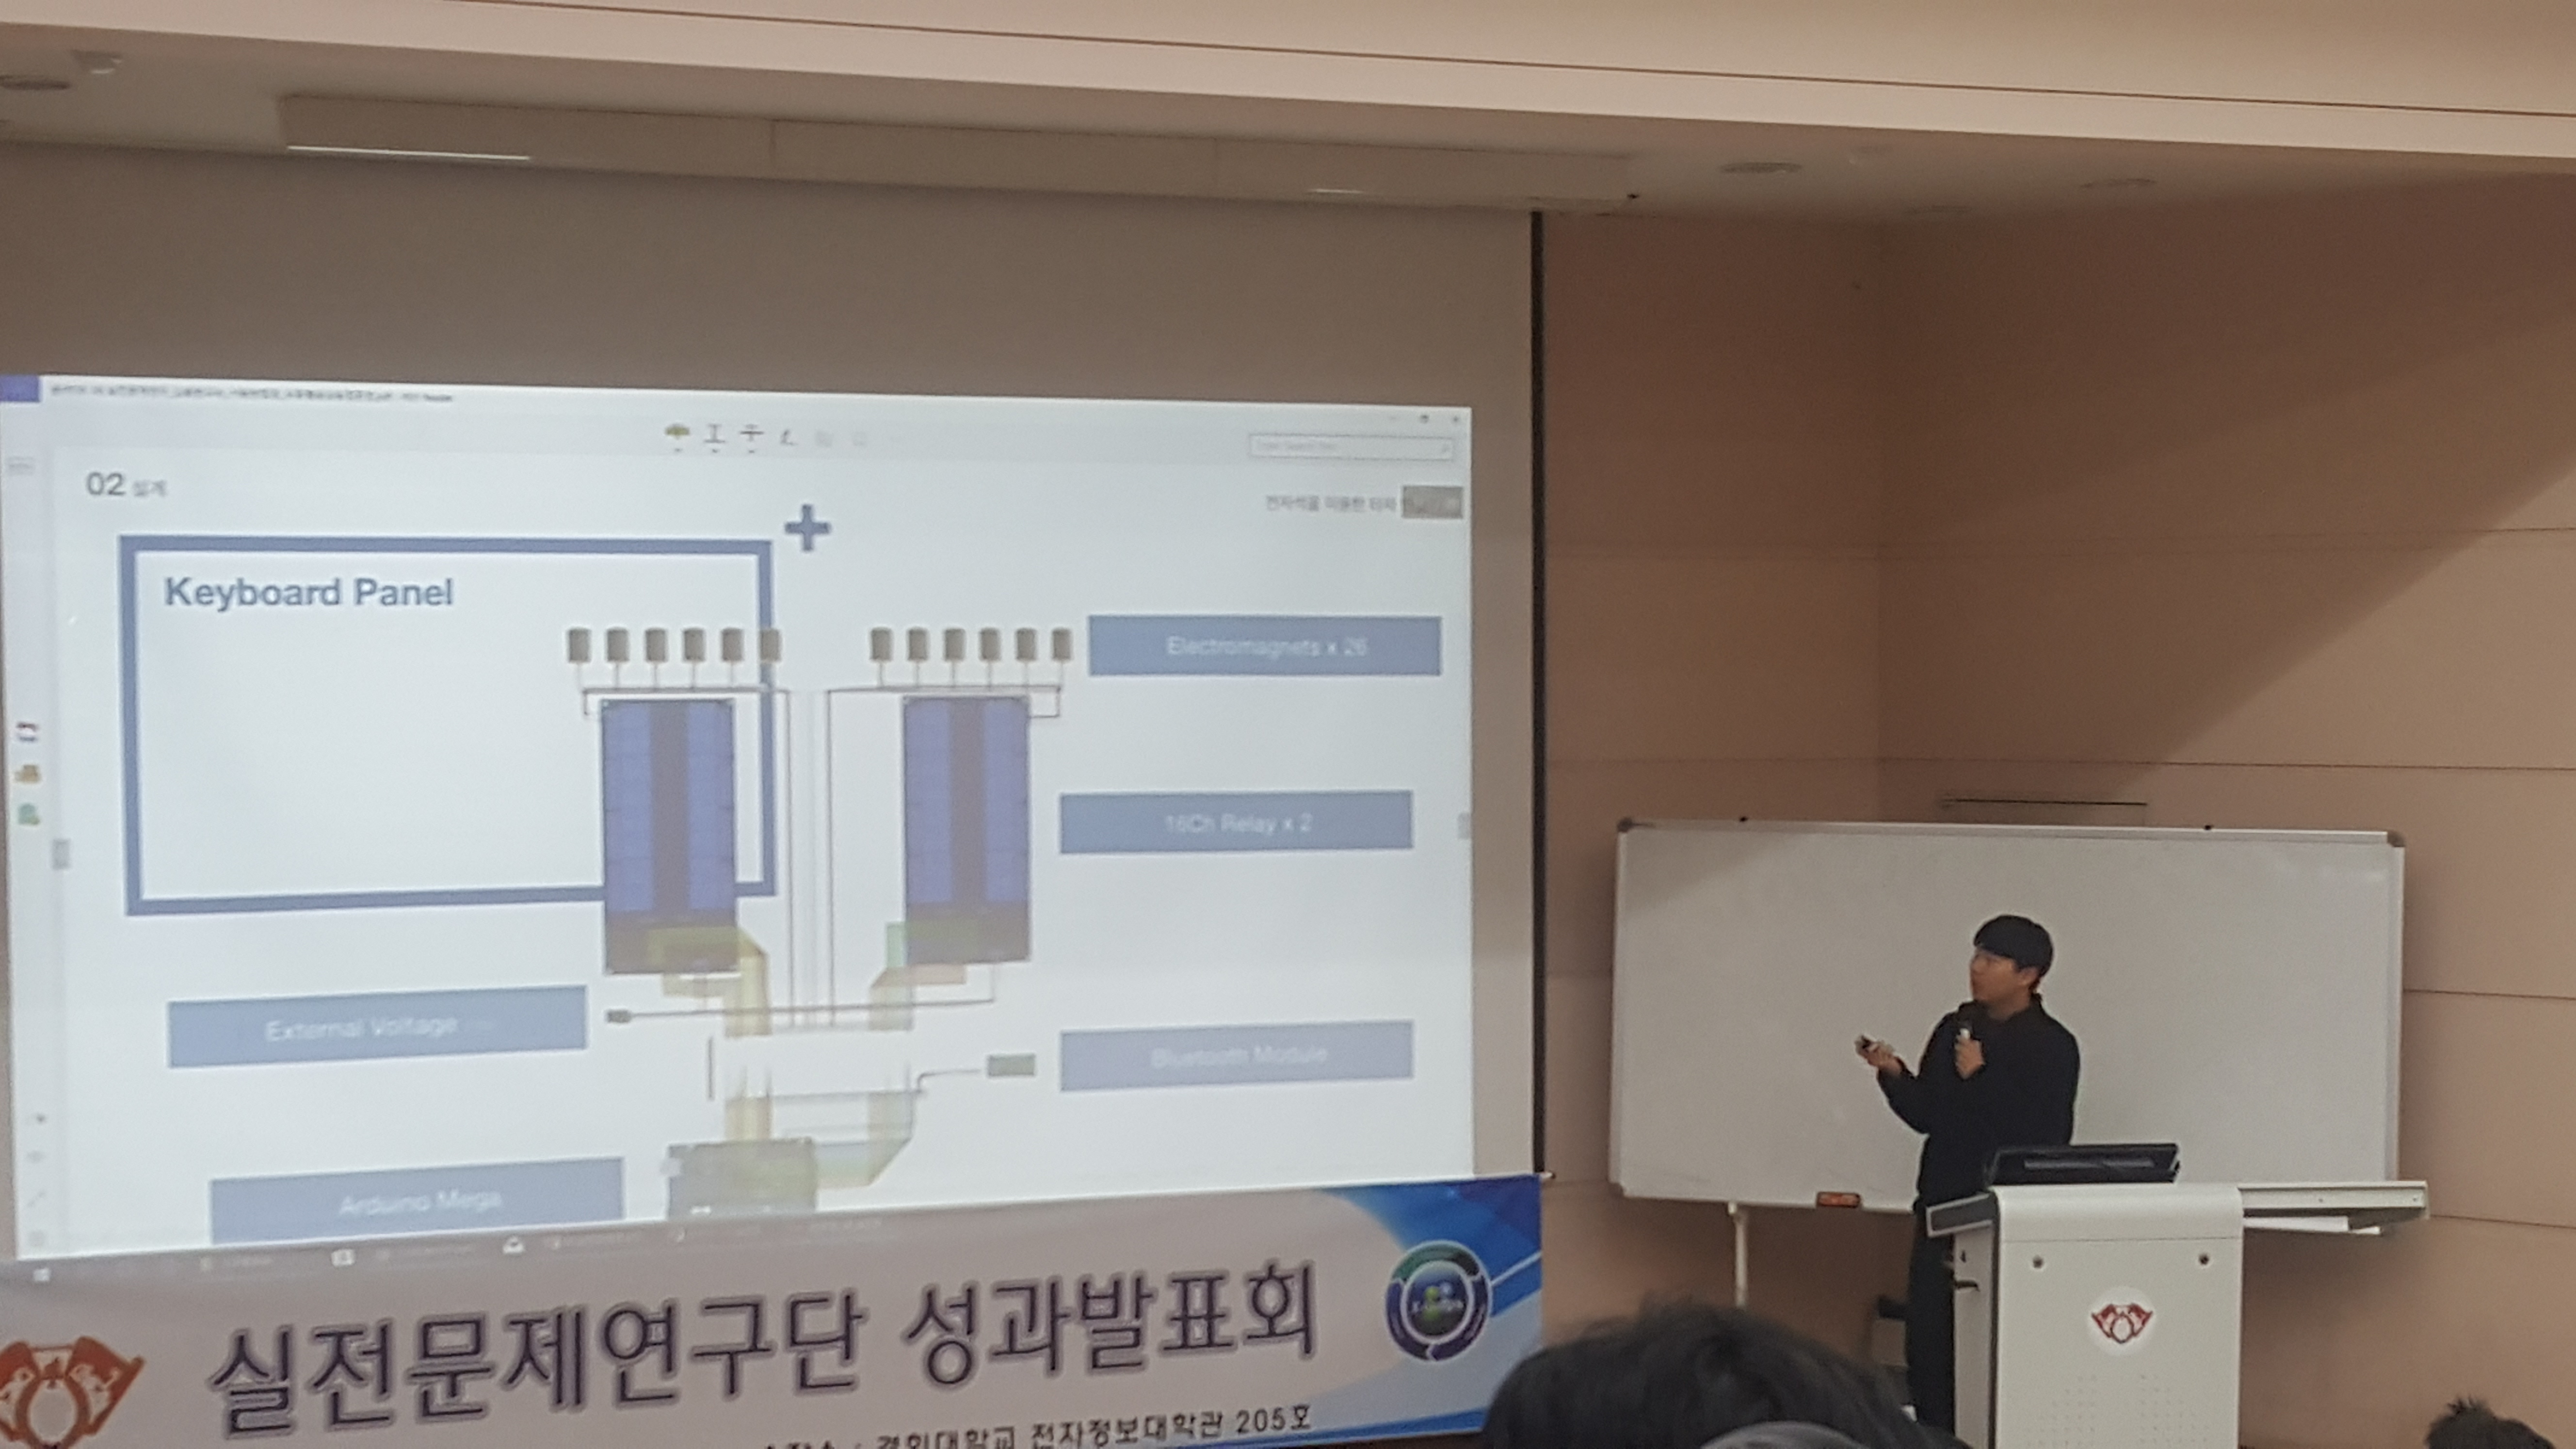 02 설계
전자석을 이용한 타자
Keyboard Panel
Electromagnets x 26
16Ch Relay x 2
External Voltage
Bluetooth Module
Arduino Mega
실전문제연구단 성과발표회
장소 : 경희대학교 전자정보대학관 205호